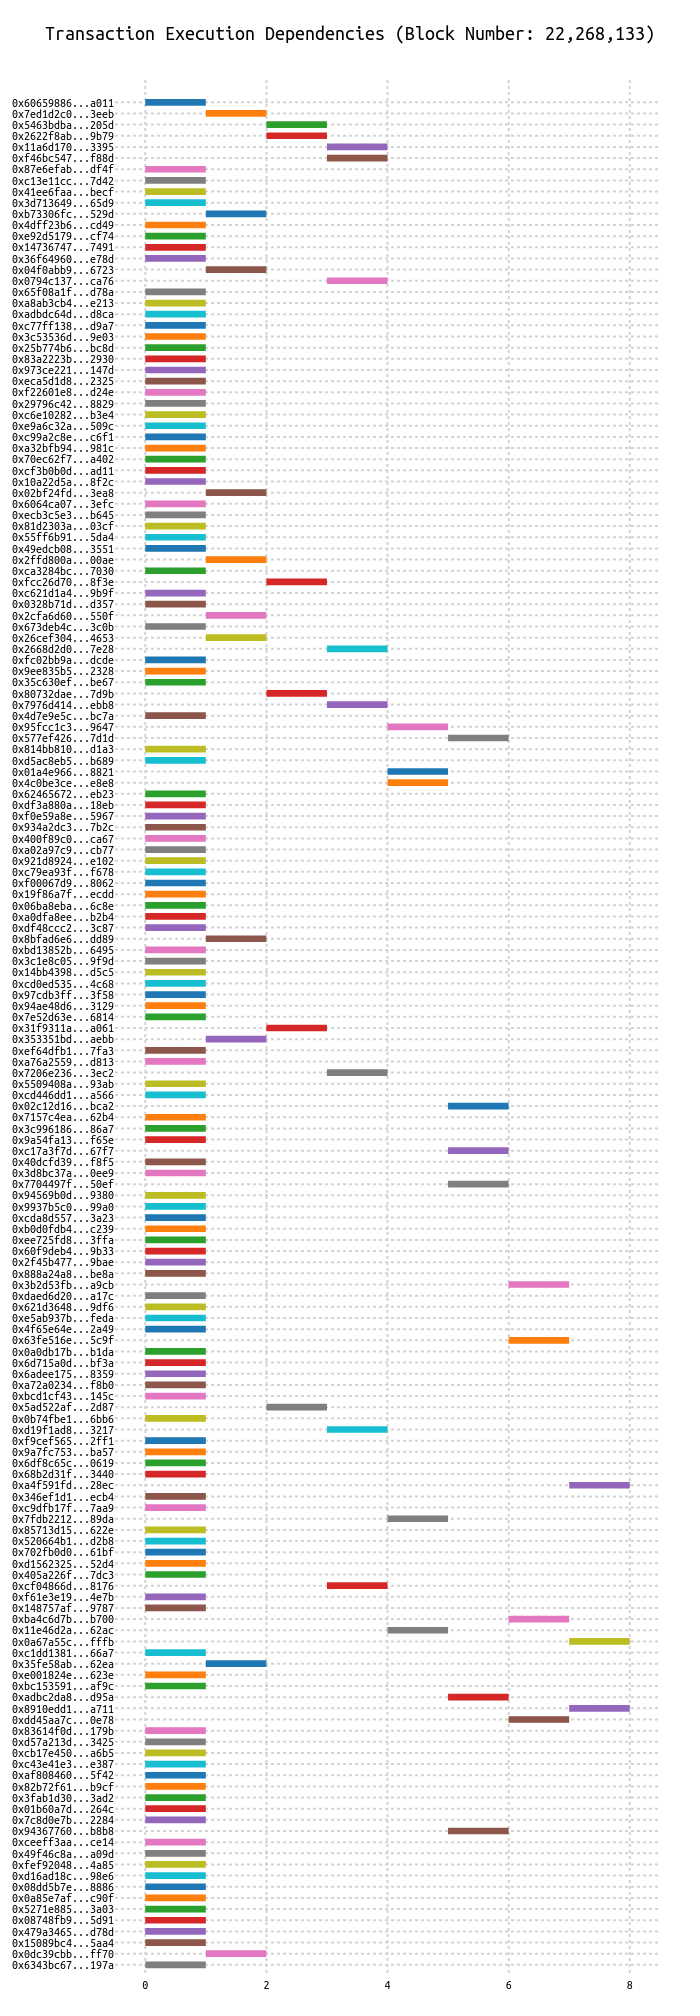 Transaction Execution Dependencies (Block Number: 22,268,133)
0x60659886...a011
0x7ed1d2c0...3eeb
0x5463bdba...205d
0x2622f8ab...9b79
0x11a6d170...3395
0xf46bc547...f88d
0x87e6efab...df4f
0xc13e11cc...7d42
0x41ee6faa...becf
0x3d713649...65d9
0xb73306fc...529d
0x4dff23b6...cd49
0xe92d5179...cf74
0x14736747...7491
0x36f64960...e78d
0x04f0abb9...6723
0x0794c137...ca76
0x65f08a1f...d78a
0xa8ab3cb4...e213
0xadbdc64d...d8ca
0xc77ff138...d9a7
0x3c53536d...9e03
0x25b774b6...bc8d
0x83a2223b...2930
0x973ce221...147d
0xeca5d1d8...2325
0xf22601e8...d24e
0x29796c42...8829
0xc6e10282...b3e4
0xe9a6c32a...509c
0xc99a2c8e...c6f1
0xa32bfb94...981c
0x70ec62f7...a402
0xcf3b0b0d...ad11
0x10a22d5a...8f2c
0x02bf24fd...3ea8
0x6064ca07...3efc
0xecb3c5e3...b645
0x81d2303a...03cf
0x55ff6b91...5da4
0x49edcb08...3551
0x2ffd800a...00ae
0xca3284bc...7030
0xfcc26d70...8f3e
0xc621d1a4...9b9f
0x0328b71d...d357
0x2cfa6d60...550f
0x673deb4c...3c0b
0x26cef304...4653
0x2668d2d0...7e28
0xfc02bb9a...dcde
0x9ee835b5...2328
0x35c630ef...be67
0x80732dae...7d9b
0x7976d414...ebb8
0x4d7e9e5c...bc7a
0x95fcc1c3...9647
0x577ef426...7d1d
0x814bb810...d1a3
0xd5ac8eb5...b689
0x01a4e966...8821
0x4c0be3ce...e8e8
0x62465672...eb23
0xdf3a880a...18eb
0xf0e59a8e...5967
0x934a2dc3...7b2c
0x400f89c0...ca67
0xa02a97c9...cb77
0x921d8924...e102
0xc79ea93f...f678
0xf00067d9...8062
0x19f86a7f...ecdd
0x06ba8eba...6c8e
0xa0dfa8ee...b2b4
0xdf48ccc2...3c87
0x8bfad6e6...dd89
0xbd13852b...6495
0x3c1e8c05...9f9d
0x14bb4398...d5c5
0xcd0ed535...4c68
0x97cdb3ff...3f58
0x94ae48d6...3129
0x7e52d63e...6814
0x31f9311a...a061
0x353351bd...aebb
0xef64dfb1...7fa3
0xa76a2559...d813
0x7206e236...3ec2
0x5509408a...93ab
0xcd446dd1...a566
0x02c12d16...bca2
0x7157c4ea...62b4
0x3c996186...86a7
0x9a54fa13...f65e
0xc17a3f7d...67f7
0x40dcfd39...f8f5
0x3d8bc37a...0ee9
0x7704497f...50ef
0x94569b0d...9380
0x9937b5c0...99a0
0xcda8d557...3a23
0xb0d0fdb4...c239
0xee725fd8...3ffa
0x60f9deb4...9b33
0x2f45b477...9bae
0x888a24a8...be8a
0x3b2d53fb...a9cb
0xdaed6d20...a17c
0x621d3648...9df6
0xe5ab937b...feda
0x4f65e64e...2a49
0x63fe516e...5c9f
0x0a0db17b...b1da
0x6d715a0d...bf3a
0x6adee175...8359
0xa72a0234...f8b0
0xbcd1cf43...145c
0x5ad522af...2d87
0x0b74fbe1...6bb6
0xd19f1ad8...3217
0xf9cef565...2ff1
0x9a7fc753...ba57
0x6df8c65c...0619
0x68b2d31f...3440
0xa4f591fd...28ec
0x346ef1d1...ecb4
0xc9dfb17f...7aa9
0x7fdb2212...89da
0x85713d15...622e
0x520664b1...d2b8
0x702fb0d0...61bf
0xd1562325...52d4
0x405a226f...7dc3
0xcf04866d...8176
0xf61e3e19...4e7b
0x148757af...9787
0xba4c6d7b...b700
0x11e46d2a...62ac
0x0a67a55c...fffb
0xc1dd1381...66a7
0x35fe58ab...62ea
0xe001824e...623e
0xbc153591...af9c
0xadbc2da8...d95a
0x8910edd1...a711
0xdd45aa7c...0e78
0x83614f0d...179b
0xd57a213d...3425
0xcb17e450...a6b5
0xc43e41e3...e387
0xaf808460...5f42
0x82b72f61...b9cf
0x3fab1d30...3ad2
0x01b60a7d...264c
0x7c8d0e7b...2284
0x94367760...b8b8
0xceeff3aa...ce14
0x49f46c8a...a09d
0xfef92048...4a85
0xd16ad18c...98e6
0x08dd5b7e...8886
0x0a85e7af...c90f
0x5271e885...3a03
0x08748fb9...5d91
0x479a3465...d78d
0x15089bc4...5aa4
0x0dc39cbb...ff70
0x6343bc67...197a
0 2 4 6 8